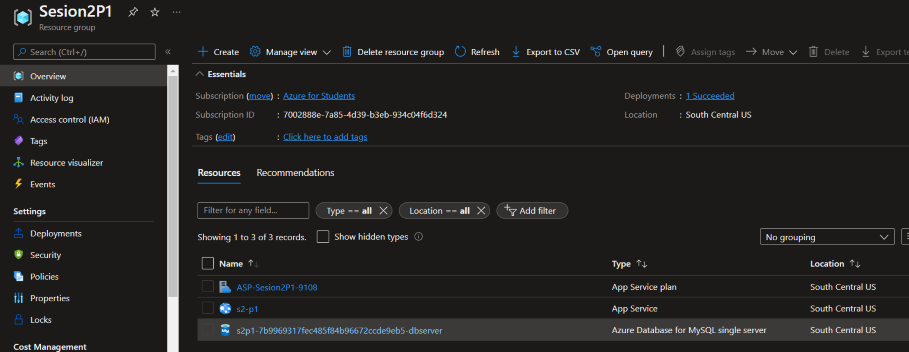 Sesion2P1
Resource group
Search (Ctrl+/)
Overview
Activity log
Access control (IAM)
Tags
Resource visualizer
Events
Settings
Deployments
Security
Policies
Properties
Locks
Cost Management
Create Manage view Delete resource group Refresh Export to CSV Open query Assign tags Move Delete Export te
Essentials
Subscription (move) : Azure for Students
Subscription ID : 7002888e-7a85-4d39-b3eb-934c04f6d324
Tags (edit) : Click here to add tags
Deployments : 1 Succeeded
Location : South Central US
Resources Recommendations
Filter for any field... Type == all Location == all Add filter
Showing 1 to 3 of 3 records. Show hidden types No grouping
Name Type Location
ASP-Sesion2P1-9108 App Service plan South Central US
s2-p1 App Service South Central US
s2p1-7b9969317fec485f84b96672ccde9eb5-dbserver Azure Database for MySQL single server South Central US